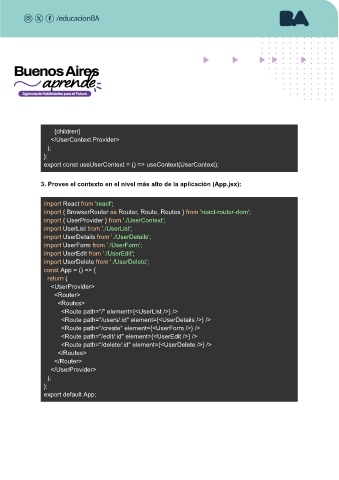 /educacionBA
BA
Buenos Aires
aprende
Agencia de Habilidades para el Futuro
{children}
</UserContext.Provider>
);
};
export const useUserContext = () => useContext(UserContext);
3. Provee el contexto en el nivel más alto de la aplicación (App.jsx):
import React from 'react';
import { BrowserRouter as Router, Route, Routes } from 'react-router-dom';
import { UserProvider } from './UserContext';
import UserList from './UserList';
import UserDetails from './UserDetails';
import UserForm from './UserForm';
import UserEdit from './UserEdit';
import UserDelete from './UserDelete';
const App = () => {
return (
<UserProvider>
<Router>
<Routes>
<Route path="/" element={<UserList />} />
<Route path="/users/:id" element={<UserDetails />} />
<Route path="/create" element={<UserForm />} />
<Route path="/edit/:id" element={<UserEdit />} />
<Route path="/delete/:id" element={<UserDelete />} />
</Routes>
</Router>
</UserProvider>
);
};
export default App;